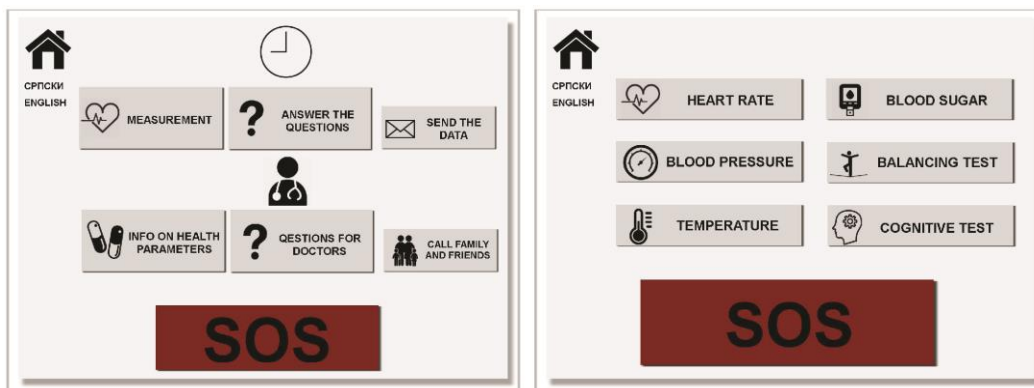 СРПСКИ
ENGLISH
MEASUREMENT
ANSWER THE
QUESTIONS
SEND THE
DATA
INFO ON HEALTH
PARAMETERS
QESTIONS FOR
DOCTORS
CALL FAMILY
AND FRIENDS
SOS
СРПСКИ
ENGLISH
HEART RATE
BLOOD SUGAR
BLOOD PRESSURE
BALANCING TEST
TEMPERATURE
COGNITIVE TEST
SOS